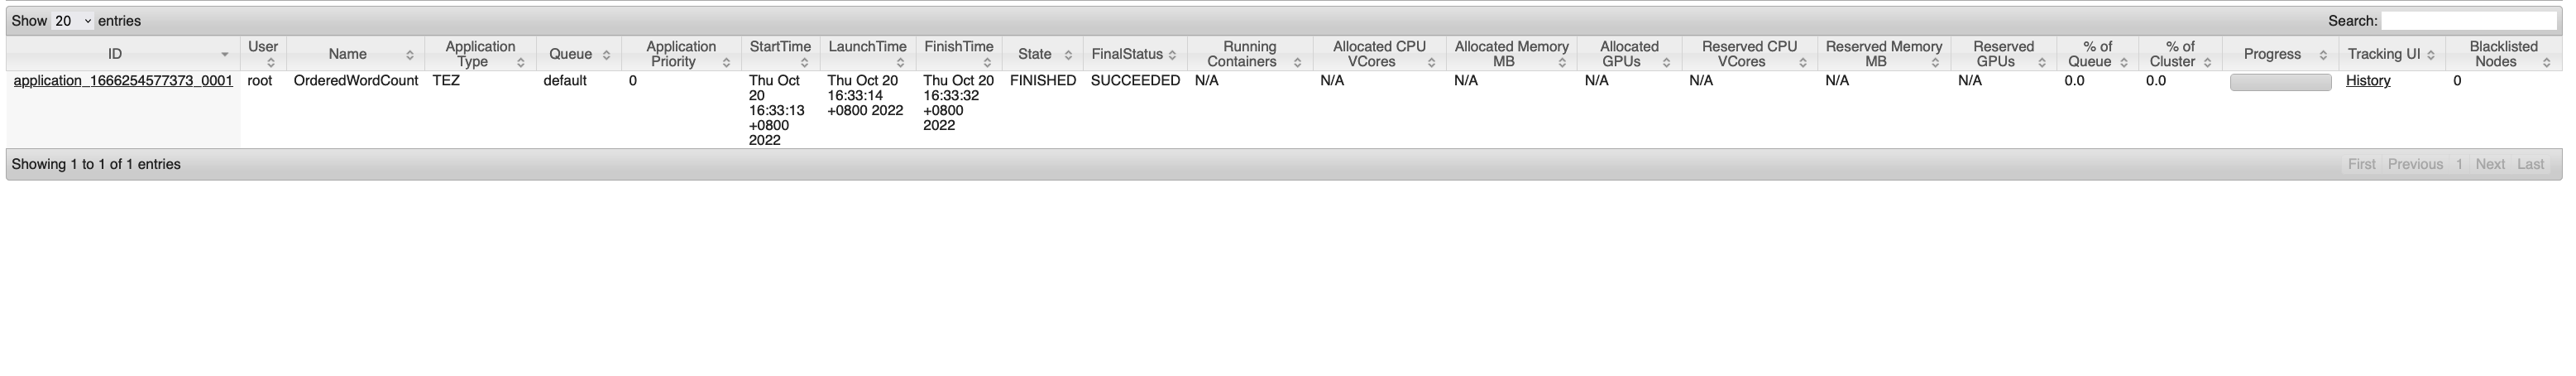 Show 20 entries
Search:
ID
User
Name
Application
Type
Queue
Application
Priority
StartTime
LaunchTime
FinishTime
State
FinalStatus
Running
Containers
Allocated CPU
VCores
Allocated Memory
MB
Allocated
GPUs
Reserved CPU
VCores
Reserved Memory
MB
Reserved
GPUs
% of
Queue
% of
Cluster
Progress
Tracking UI
Blacklisted
Nodes
application_1666254577373_0001
root
OrderedWordCount
TEZ
default
0
Thu Oct
20
16:33:13
+0800
2022
Thu Oct 20
16:33:14
+0800 2022
Thu Oct 20
16:33:32
+0800
2022
FINISHED
SUCCEEDED
N/A
N/A
N/A
N/A
N/A
N/A
N/A
0.0
0.0
History
0
Showing 1 to 1 of 1 entries
First Previous 1 Next Last